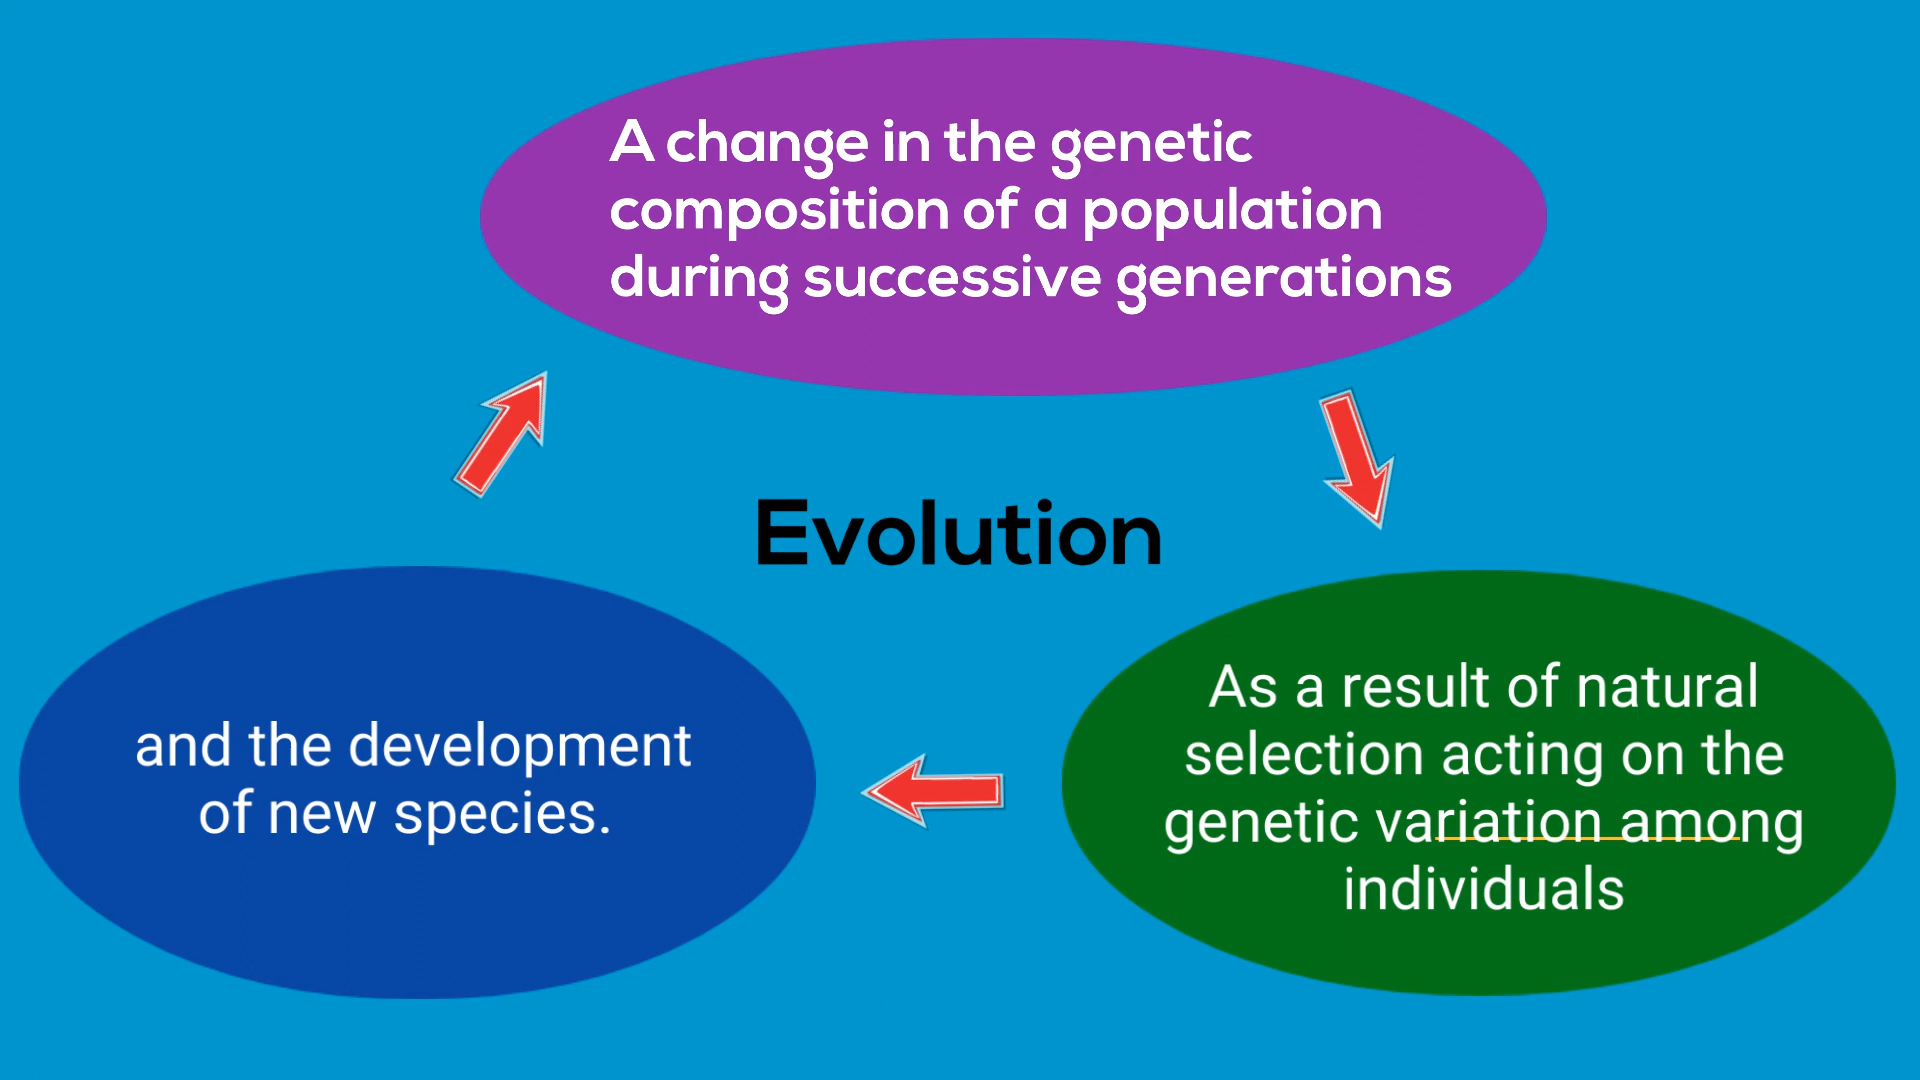 A change in the genetic
composition of a population
during successive generations
Evolution
As a result of natural
selection acting on the
genetic variation among
individuals
and the development
of new species.